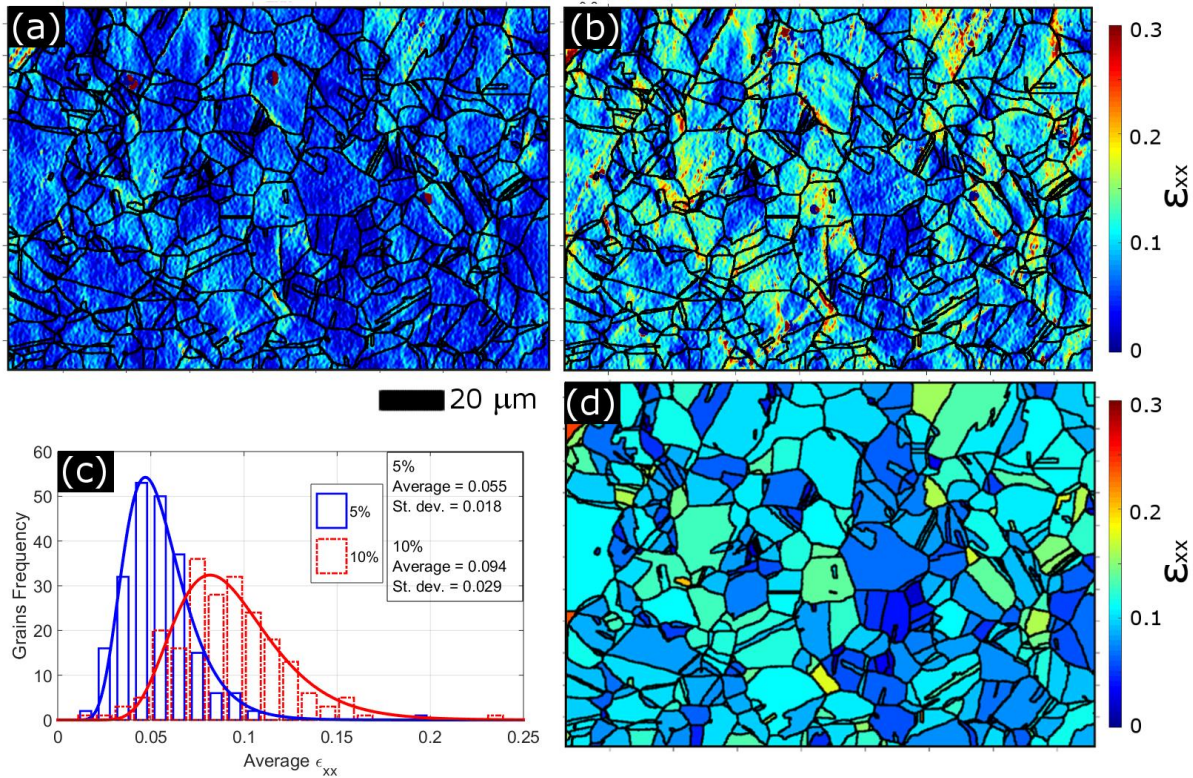 (a)
(b)
0.3
0.2
0.1
0
εxx
20 μm
(c)
60
50
40
30
20
10
0
Grains Frequency
0
0.05
0.1
0.15
0.2
0.25
Average ϵxx
5%
10%
5%
Average = 0.055
St. dev. = 0.018
10%
Average = 0.094
St. dev. = 0.029
(d)
0.3
0.2
0.1
0
εxx